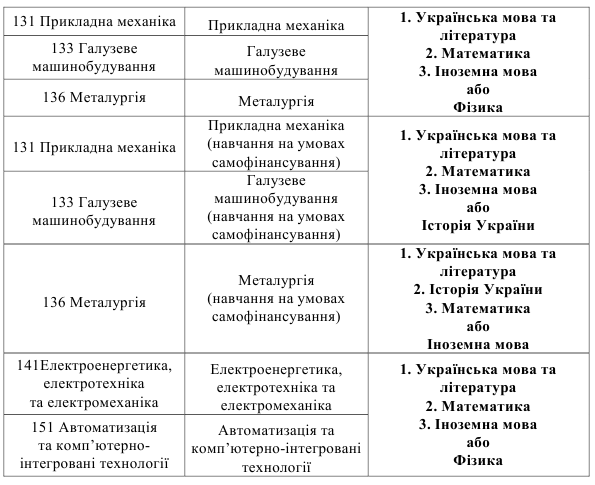 131 Прикладна механіка
Прикладна механіка
1. Українська мова та
література
2. Математика
3. Іноземна мова
або
Фізика
133 Галузеве
машинобудування
Галузеве
машинобудування
136 Металургія
Металургія
131 Прикладна механіка
Прикладна механіка
(навчання на умовах
самофінансування)
1. Українська мова та
література
2. Математика
3. Іноземна мова
або
Історія України
133 Галузеве
машинобудування
Галузеве
машинобудування
(навчання на умовах
самофінансування)
136 Металургія
Металургія
(навчання на умовах
самофінансування)
1. Українська мова та
література
2. Історія України
3. Математика
або
Іноземна мова
141Електроенергетика,
електротехніка
та електромеханіка
Електроенергетика,
електротехніка та
електромеханіка
1. Українська мова та
література
2. Математика
3. Іноземна мова
або
Фізика
151 Автоматизація
та комп’ютерно-
інтегровані технології
Автоматизація та
комп’ютерно-інтегровані
технології